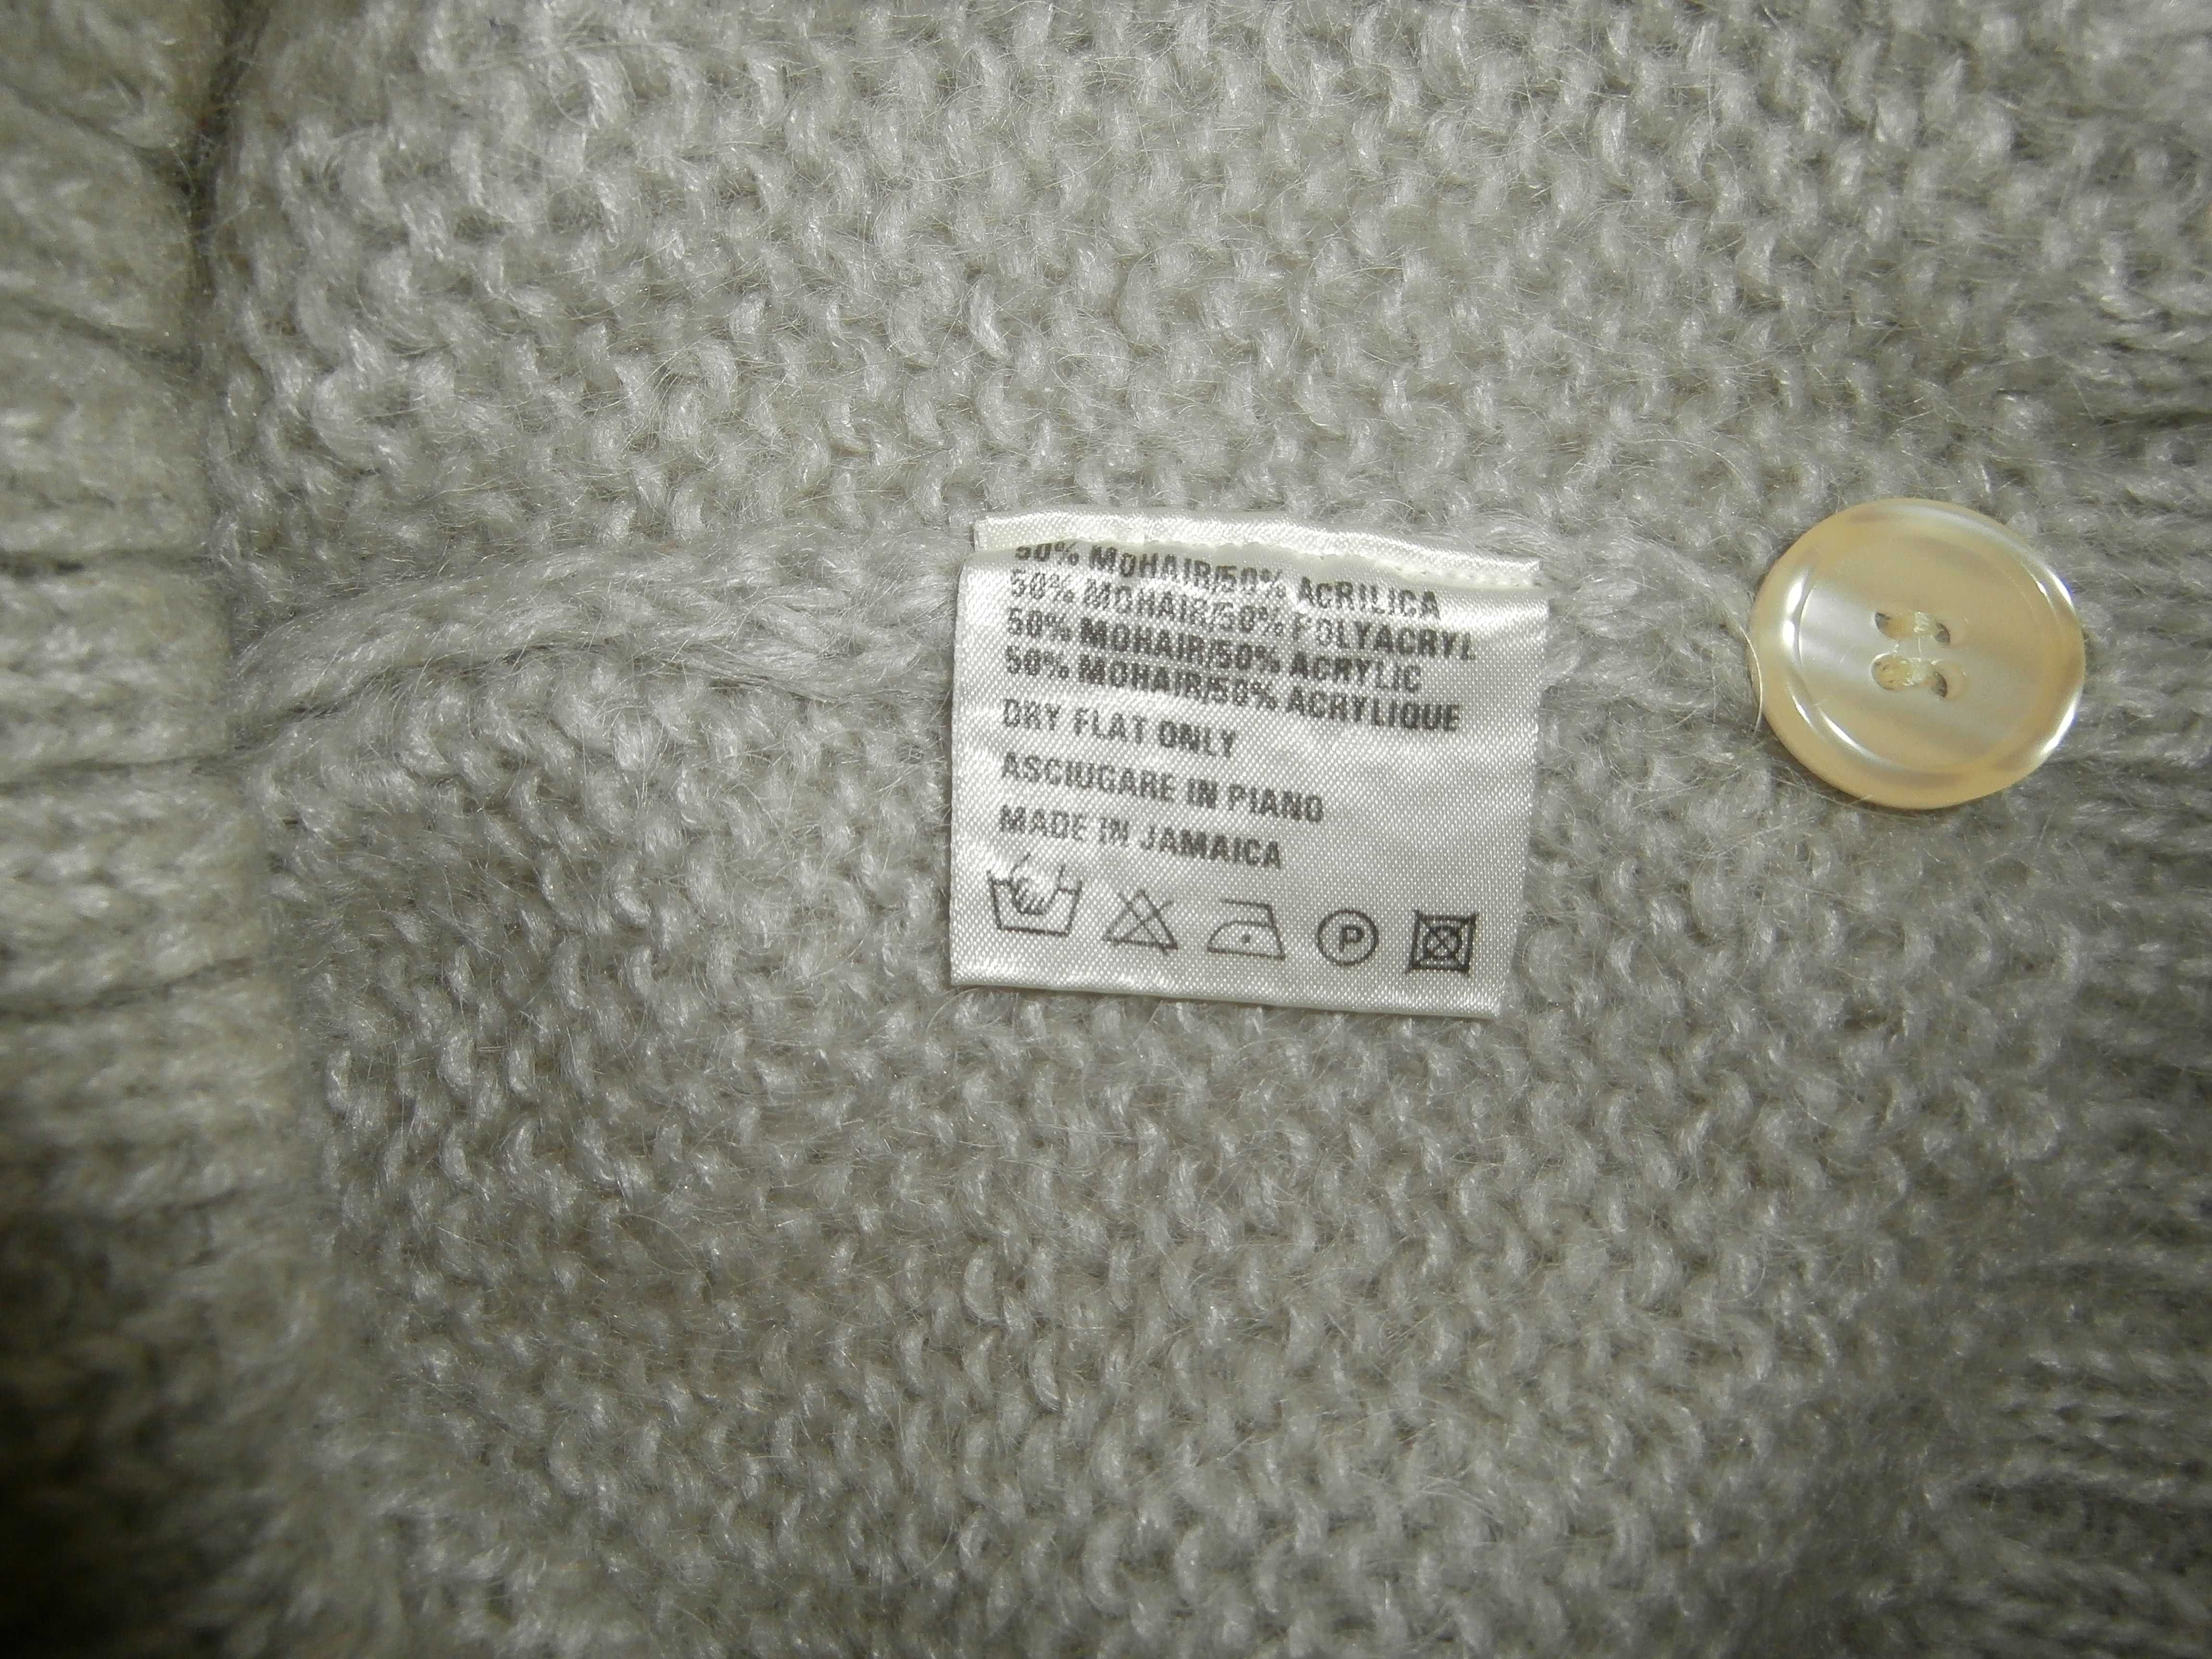 50% MOHAIR/50% AcRILICA
50% MOHAIR/50% POLYACRYL
50% MOHAIR/50% ACRYLIC
50% MOHAIR/50% ACRYLIQUE
DRY FLAT ONLY
ASCIUGARE IN PIANO
MADE IN JAMAICA
P